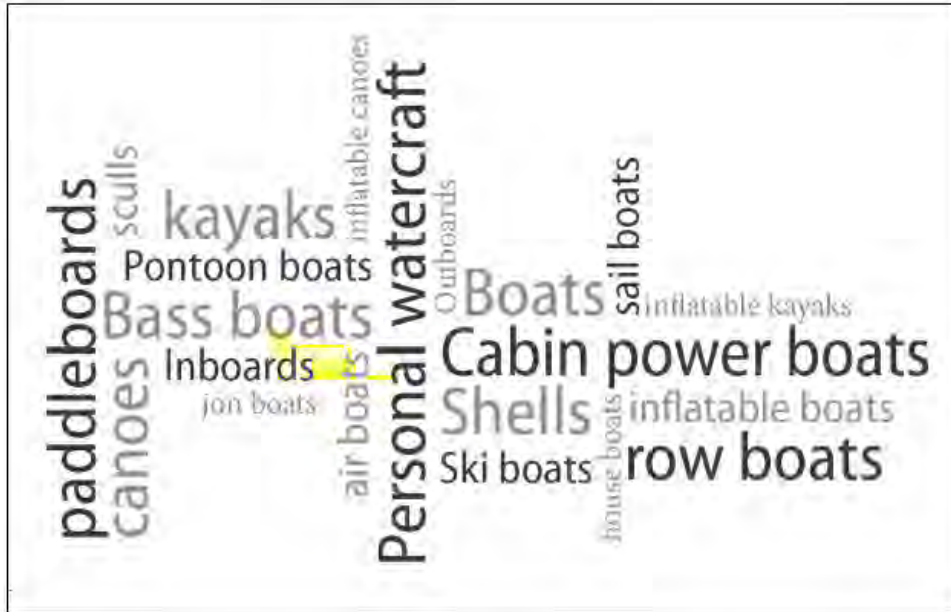 paddleboards
sculls
canoes
kayaks
Pontoon boats
Bass boats
Inboards
jon boats
inflatable canoes
air boats
Personal watercraft
Outboards
Boats
sail boats
inflatable kayaks
Cabin power boats
Shells
inflatable boats
Ski boats
house boats
row boats